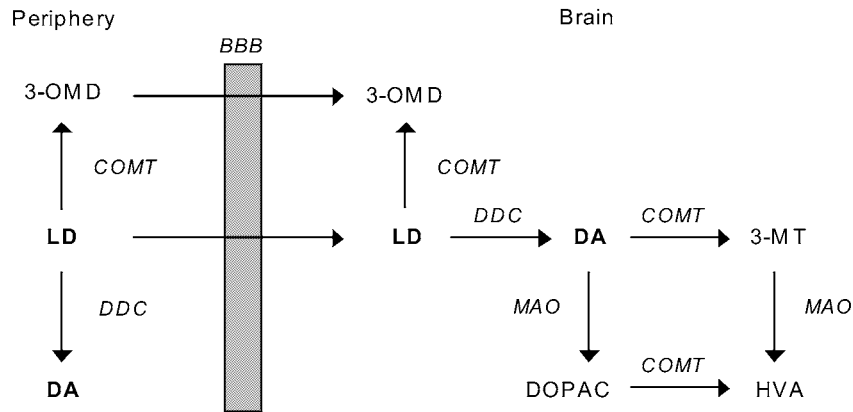 Periphery
Brain
BBB
3-OMD
3-OMD
COMT
COMT
LD
LD
DDC
DA
COMT
3-MT
DDC
MAO
MAO
DA
DOPAC
COMT
HVA